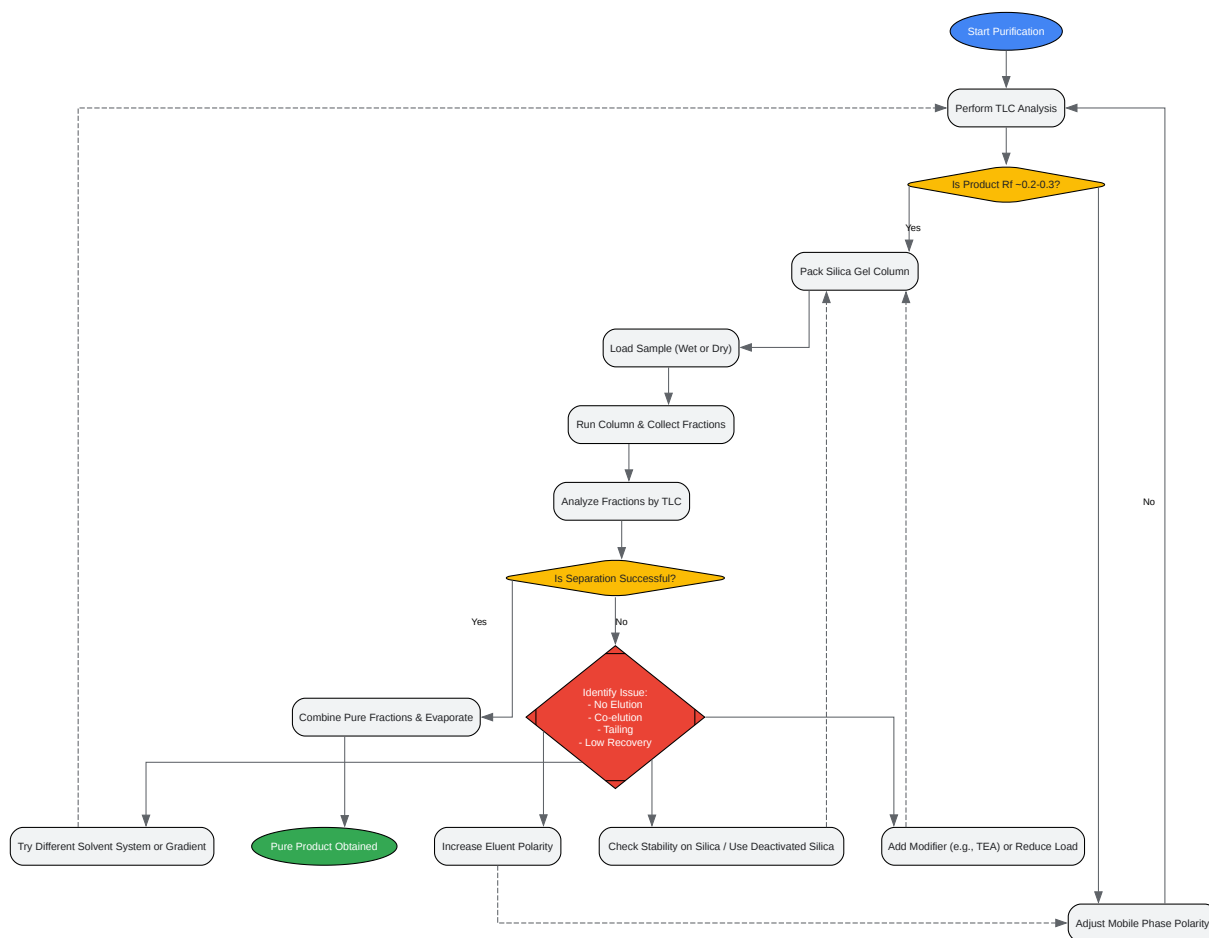 Start Purification
Perform TLC Analysis
Is Product Rf ~0.2-0.3?
Yes
Pack Silica Gel Column
Load Sample (Wet or Dry)
Run Column & Collect Fractions
Analyze Fractions by TLC
No
Is Separation Successful?
Yes
No
Identify Issue:
- No Elution
- Co-elution
- Tailing
- Low Recovery
Combine Pure Fractions & Evaporate
Try Different Solvent System or Gradient
Pure Product Obtained
Increase Eluent Polarity
Check Stability on Silica / Use Deactivated Silica
Add Modifier (e.g., TEA) or Reduce Load
Adjust Mobile Phase Polarity